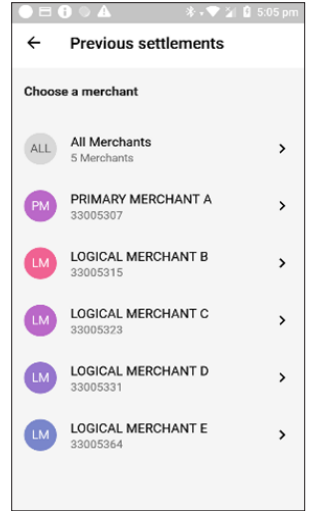 5:05 pm
Previous settlements
Choose a merchant
ALL
All Merchants
5 Merchants
PM
PRIMARY MERCHANT A
33005307
LM
LOGICAL MERCHANT B
33005315
LM
LOGICAL MERCHANT C
33005323
LM
LOGICAL MERCHANT D
33005331
LM
LOGICAL MERCHANT E
33005364